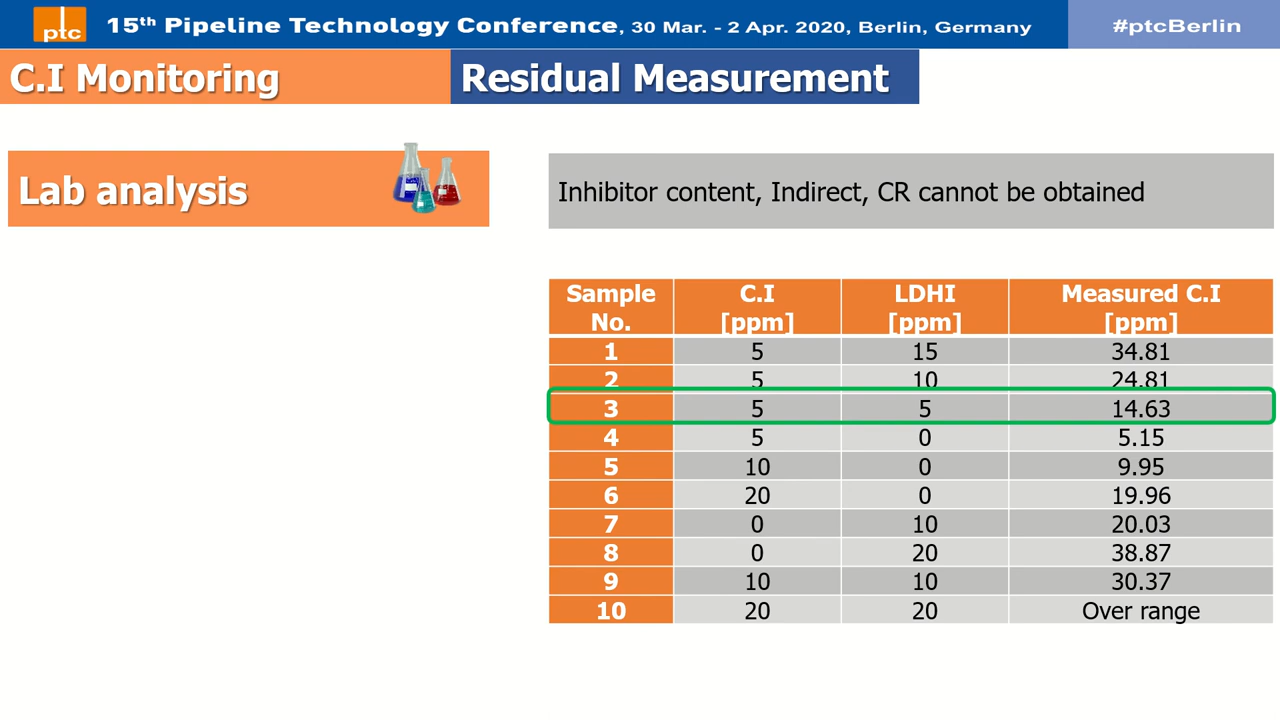 ptc
15th Pipeline Technology Conference, 30 Mar. - 2 Apr. 2020, Berlin, Germany
#ptcBerlin
C.I Monitoring
Residual Measurement
Lab analysis
Inhibitor content, Indirect, CR cannot be obtained
Sample No. C.I [ppm] LDHI [ppm] Measured C.I [ppm]
1 5 15 34.81
2 5 10 24.81
3 5 5 14.63
4 5 0 5.15
5 10 0 9.95
6 20 0 19.96
7 0 10 20.03
8 0 20 38.87
9 10 10 30.37
10 20 20 Over range